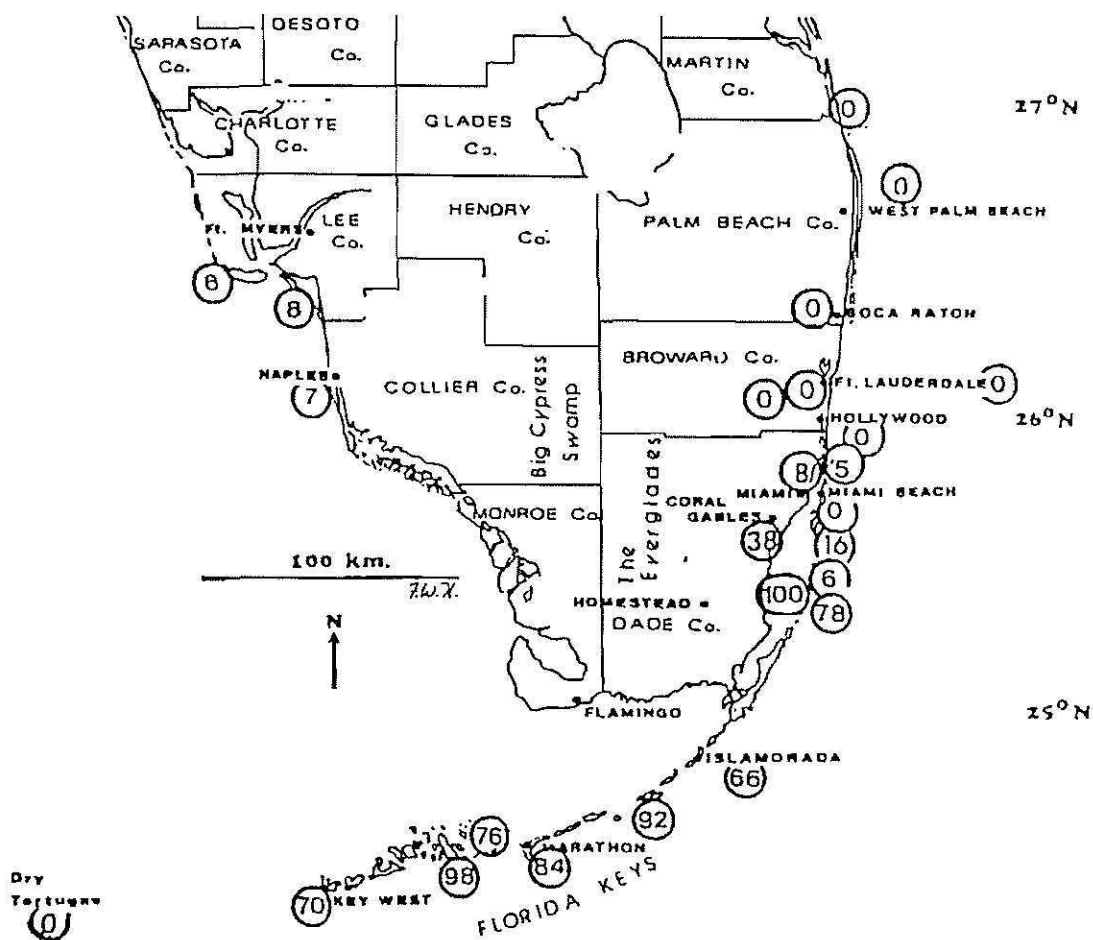 DESOTO
Co.
SARASOTA
Co.
MARTIN
Co.
0
27°N
CHARLOTTE
Co.
GLADES
Co.
0
HENDRY
Co.
PALM BEACH Co.
WEST PALM BEACH
Ft. MYERS
LEE
Co.
8
0
BOCA RATON
BROWARD Co.
NAPLES
COLLIER Co.
7
0
0
Ft. LAUDERDALE
0
26°N
HOLLYWOOD
0
Big Cypress
Swamp
8
5
MIAMI
MIAMI BEACH
CORAL
GABLES
MONROE Co.
0
The
Everglades
38
16
100 km.
F.W.K.
6
100
78
HOMESTEAD
DADE Co.
N
FLAMINGO
25°N
ISLAMORADA
66
92
76
MARATHON
84
98
70
KEY WEST
FLORIDA KEYS
Dry
Tortugas
0